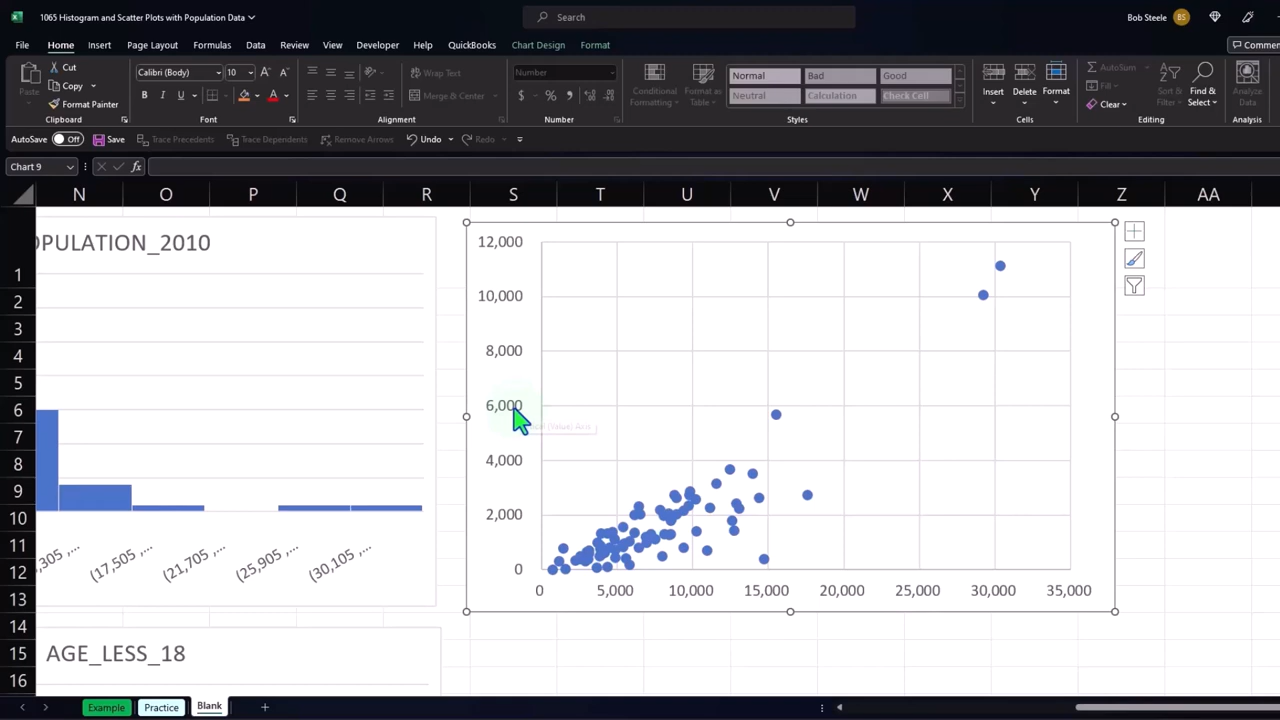 1065 Histogram and Scatter Plots with Population Data
Search
Bob Steele BS
File Home Insert Page Layout Formulas Data Review View Developer Help QuickBooks Chart Design Format
Comme
Paste Cut Copy Format Painter
Calibri (Body) 10
B I U
Wrap Text
Merge & Center
Number
Conditional Formatting
Format as Table
Normal Bad Good
Neutral Calculation Check Cell
Insert Delete Format
AutoSum Fill Clear
Sort & Filter
Find & Select
Analyze Data
Clipboard Font Alignment Number Styles Cells Editing Analysis
AutoSave Off Save Trace Precedents Trace Dependents Remove Arrows Undo Redo
Chart 9 fx
N O P Q R S T U V W X Y Z AA
1
2
3
4
5
6
7
8
9
10
11
12
13
14
15
16
OPULATION_2010
,305 ,...
(17,505 ,...
(21,705 ,...
(25,905 ,...
(30,105 ,...
AGE_LESS_18
12,000
10,000
8,000
6,000
(Value) Axis
4,000
2,000
0
0 5,000 10,000 15,000 20,000 25,000 30,000 35,000
Example Practice Blank